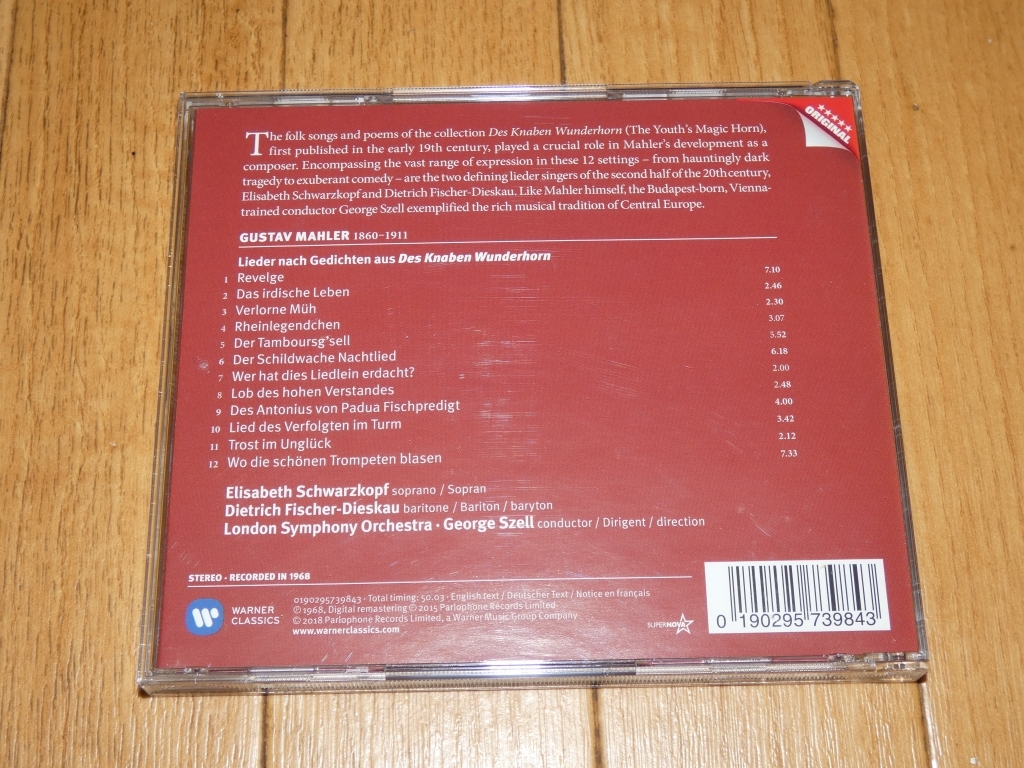 ★★★★★
ORIGINAL
The folk songs and poems of the collection Des Knaben Wunderhorn (The Youth's Magic Horn),
first published in the early 19th century, played a crucial role in Mahler's development as a
composer. Encompassing the vast range of expression in these 12 settings – from hauntingly dark
tragedy to exuberant comedy – are the two defining lieder singers of the second half of the 20th century,
Elisabeth Schwarzkopf and Dietrich Fischer-Dieskau. Like Mahler himself, the Budapest-born, Vienna-
trained conductor George Szell exemplified the rich musical tradition of Central Europe.
GUSTAV MAHLER 1860–1911
Lieder nach Gedichten aus Des Knaben Wunderhorn
1 Revelge 7.10
2 Das irdische Leben 2.46
3 Verlorne Müh 2.30
4 Rheinlegendchen 3.07
5 Der Tamboursg'sell 5.52
6 Der Schildwache Nachtlied 6.18
7 Wer hat dies Liedlein erdacht? 2.00
8 Lob des hohen Verstandes 2.48
9 Des Antonius von Padua Fischpredigt 4.00
10 Lied des Verfolgten im Turm 3.42
11 Trost im Unglück 2.12
12 Wo die schönen Trompeten blasen 7.33
Elisabeth Schwarzkopf soprano / Sopran
Dietrich Fischer-Dieskau baritone / Bariton / baryton
London Symphony Orchestra · George Szell conductor / Dirigent / direction
STEREO · RECORDED IN 1968
WARNER
CLASSICS
0190295739843 · Total timing: 50.03 · English text / Deutscher Text / Notice en français
℗ 1968, Digital remastering ℗ 2015 Parlophone Records Limited
© 2018 Parlophone Records Limited, a Warner Music Group Company
www.warnerclassics.com
SUPERNOVA
0 190295 739843